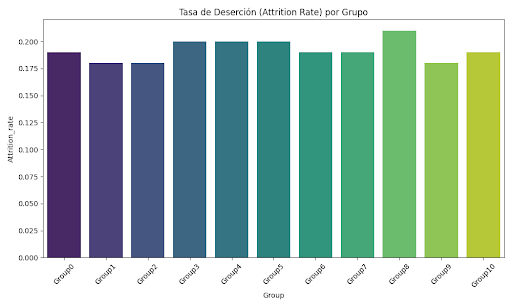 Tasa de Deserción (Attrition Rate) por Grupo
Attrition_rate
0.200
0.175
0.150
0.125
0.100
0.075
0.050
0.025
0.000
Group0
Group1
Group2
Group3
Group4
Group5
Group6
Group7
Group8
Group9
Group10
Group